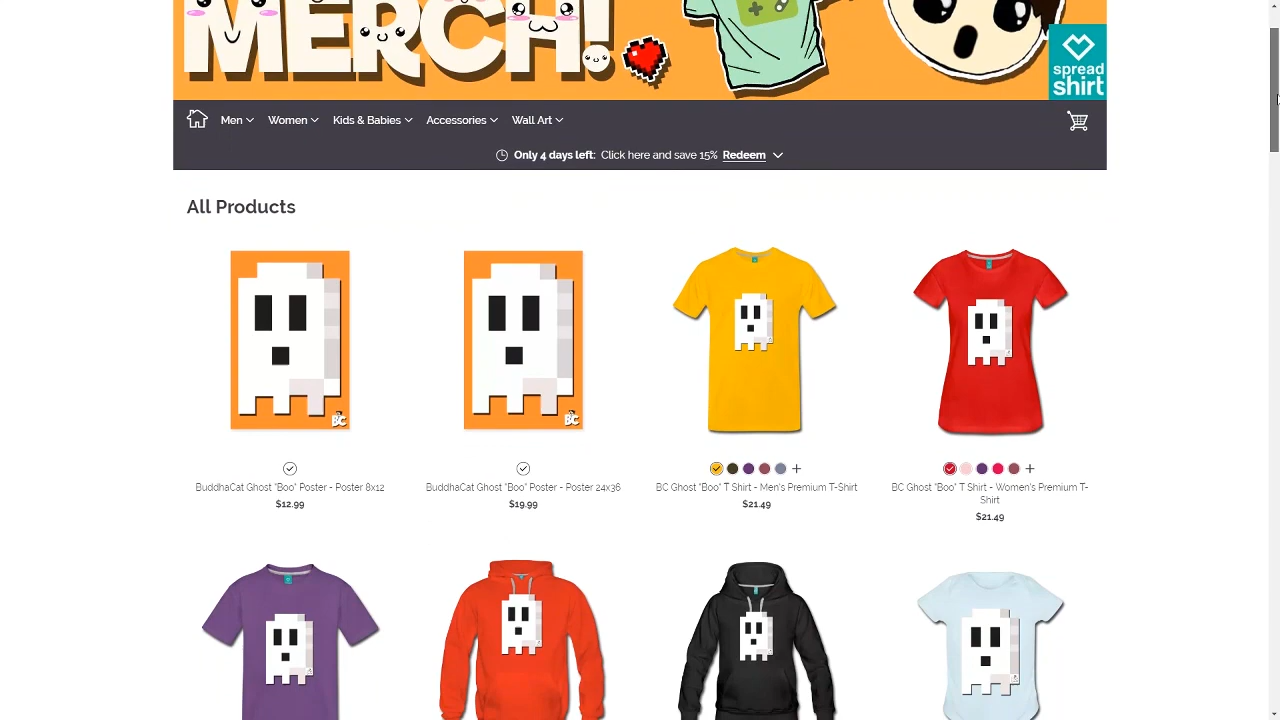 MERCH!
spread
shirt
Men
Women
Kids & Babies
Accessories
Wall Art
Only 4 days left: Click here and save 15% Redeem
All Products
BC
BC
BuddhaCat Ghost "Boo" Poster - Poster 8x12
$12.99
BuddhaCat Ghost "Boo" Poster - Poster 24x36
$19.99
BC Ghost "Boo" T Shirt - Men's Premium T-Shirt
$21.49
BC Ghost "Boo" T Shirt - Women's Premium T-
Shirt
$21.49